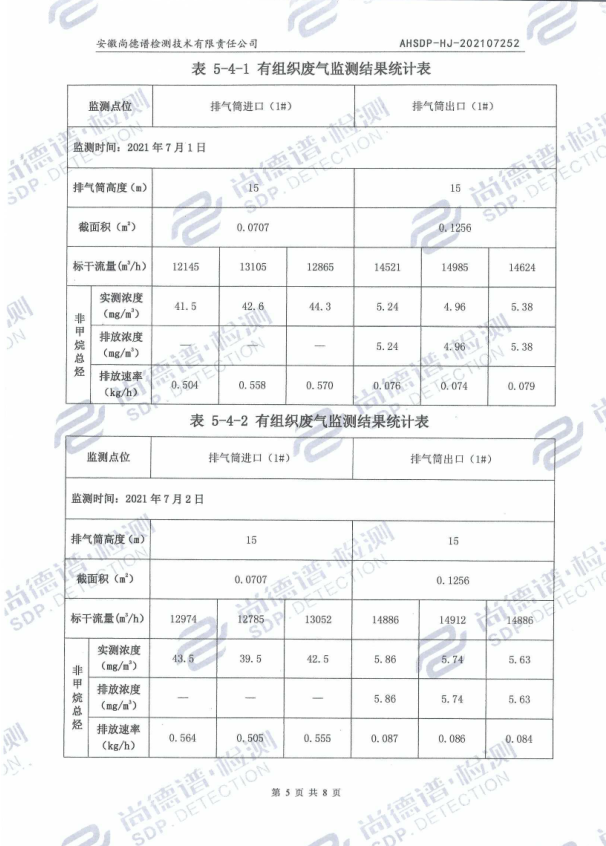 安徽尚德谱检测技术有限责任公司 AHSDP-HJ-202107252
表 5-4-1 有组织废气监测结果统计表
监测点位 排气筒进口（1#） 排气筒出口（1#）
监测时间：2021 年 7 月 1 日
排气筒高度（m） 15 15
截面积（m²） 0.0707 0.1256
标干流量(m³/h) 12145 13105 12865 14521 14985 14624
非甲烷总烃
实测浓度（mg/m³） 41.5 42.6 44.3 5.24 4.96 5.38
排放浓度（mg/m³） — — — 5.24 4.96 5.38
排放速率（kg/h） 0.504 0.558 0.570 0.076 0.074 0.079
表 5-4-2 有组织废气监测结果统计表
监测点位 排气筒进口（1#） 排气筒出口（1#）
监测时间：2021 年 7 月 2 日
排气筒高度（m） 15 15
截面积（m²） 0.0707 0.1256
标干流量(m³/h) 12974 12785 13052 14886 14912 14886
非甲烷总烃
实测浓度（mg/m³） 43.5 39.5 42.5 5.86 5.74 5.63
排放浓度（mg/m³） — — — 5.86 5.74 5.63
排放速率（kg/h） 0.564 0.505 0.555 0.087 0.086 0.084
第 5 页 共 8 页
尚德谱·检测
SDP.DETECTION